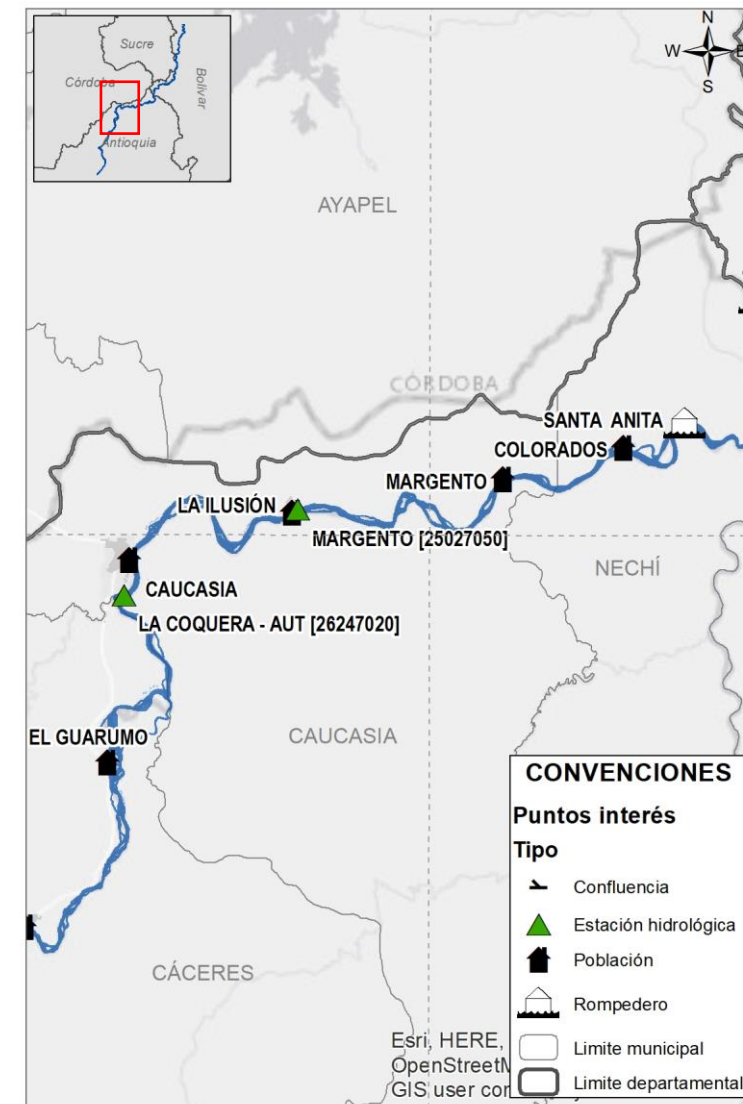 Sucre
Córdoba
Bolívar
Antioquia
N
W
E
S
AYAPEL
CÓRDOBA
SANTA ANITA
COLORADOS
MARGENTO
LA ILUSIÓN
MARGENTO [25027050]
NECHÍ
CAUCASIA
LA COQUERA - AUT [26247020]
EL GUARUMO
CAUCASIA
CÁCERES
CONVENCIONES
Puntos interés
Tipo
Confluencia
Estación hidrológica
Población
Rompedero
Limite municipal
Limite departamental
Esri, HERE,
OpenStreetM
GIS user cor